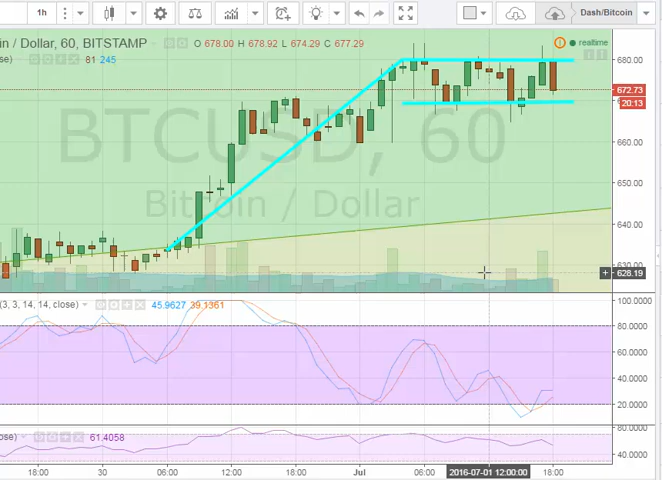 1h Dash/Bitcoin
in / Dollar, 60, BITSTAMP O 678.00 H 678.92 L 674.29 C 677.29 realtime
se) 81 245
680.00
672.73
20:13
BTCUSD, 60
660.00
650.00
Bitcoin / Dollar
640.00
630.00
628.19
(3, 3, 14, 14, close) 45.9627 39.1361 100.0000
80.0000
60.0000
40.0000
20.0000
80.0000
ose) 61.4058
40.0000
18:00 30 06:00 12:00 18:00 Jul 06:00 2016-07-01 12:00:00 18:00